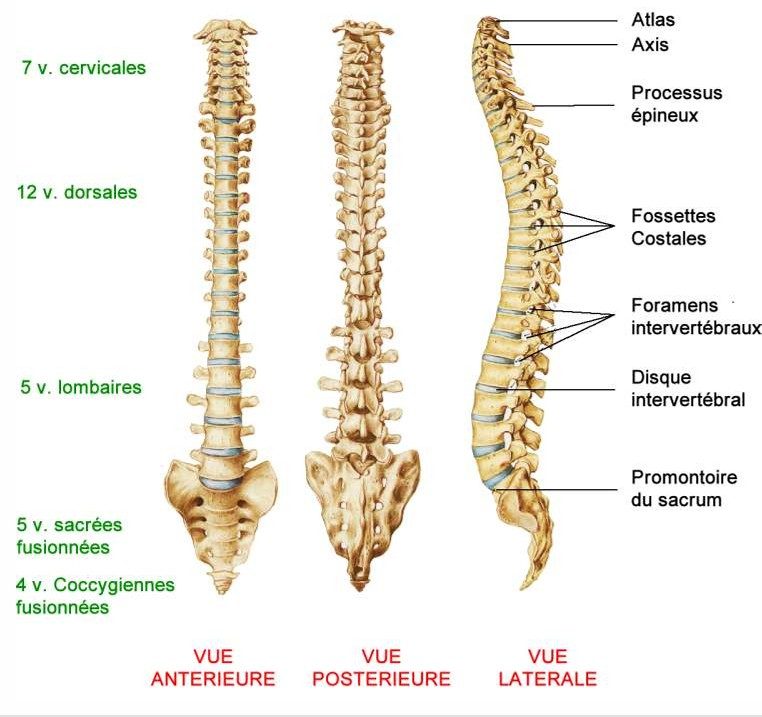 Atlas
Axis
7 v. cervicales
Processus
épineux
12 v. dorsales
Fossettes
Costales
Foramens
intervertébraux
5 v. lombaires
Disque
intervertébral
Promontoire
du sacrum
5 v. sacrées
fusionnées
4 v. Coccygiennes
fusionnées
VUE
ANTERIEURE
VUE
POSTERIEURE
VUE
LATERALE